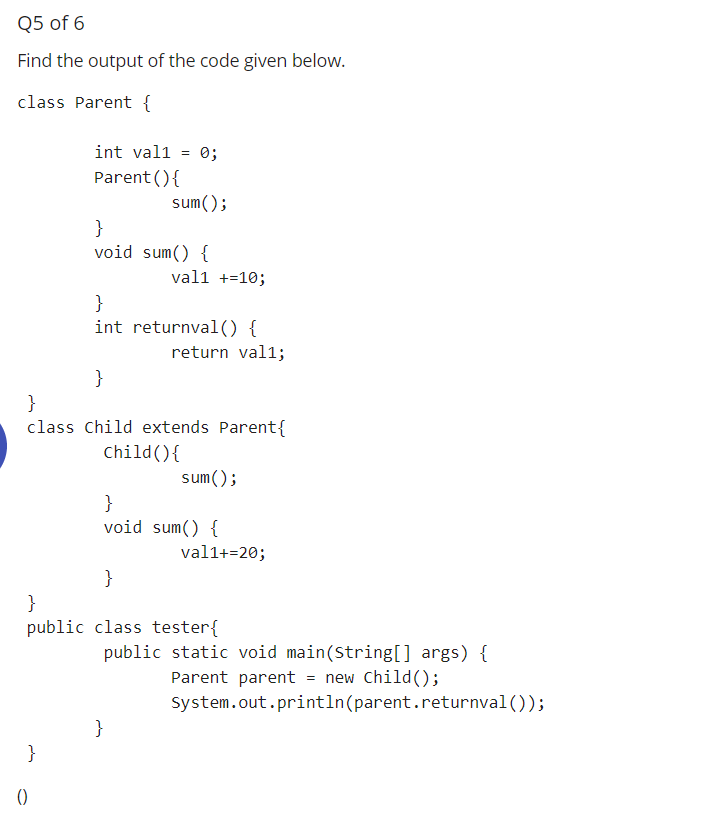 Q5 of 6
Find the output of the code given below.
class Parent {
int val1 = 0;
Parent(){
sum();
}
void sum() {
val1 +=10;
}
int returnval() {
return val1;
}
}
class Child extends Parent{
Child(){
sum();
}
void sum() {
val1+=20;
}
}
public class tester{
public static void main(String[] args) {
Parent parent = new Child();
System.out.println(parent.returnval());
}
}
()